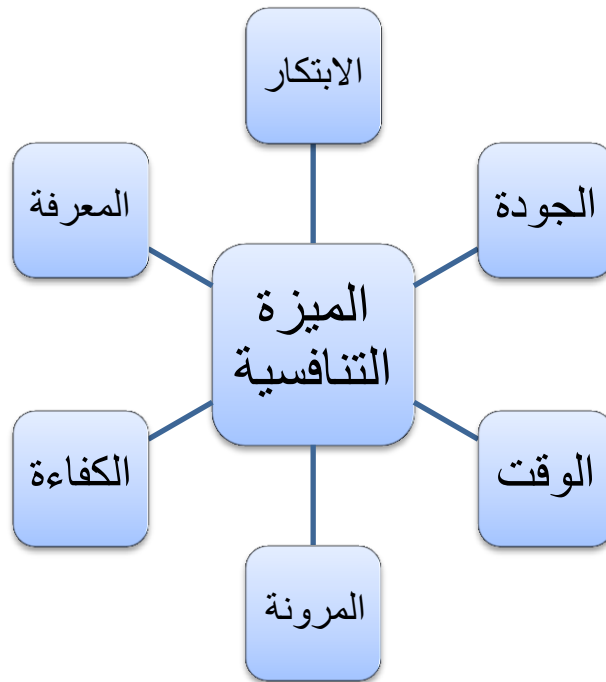 الابتكار
الجودة
المعرفة
الميزة
التنافسية
الوقت
الكفاءة
المرونة